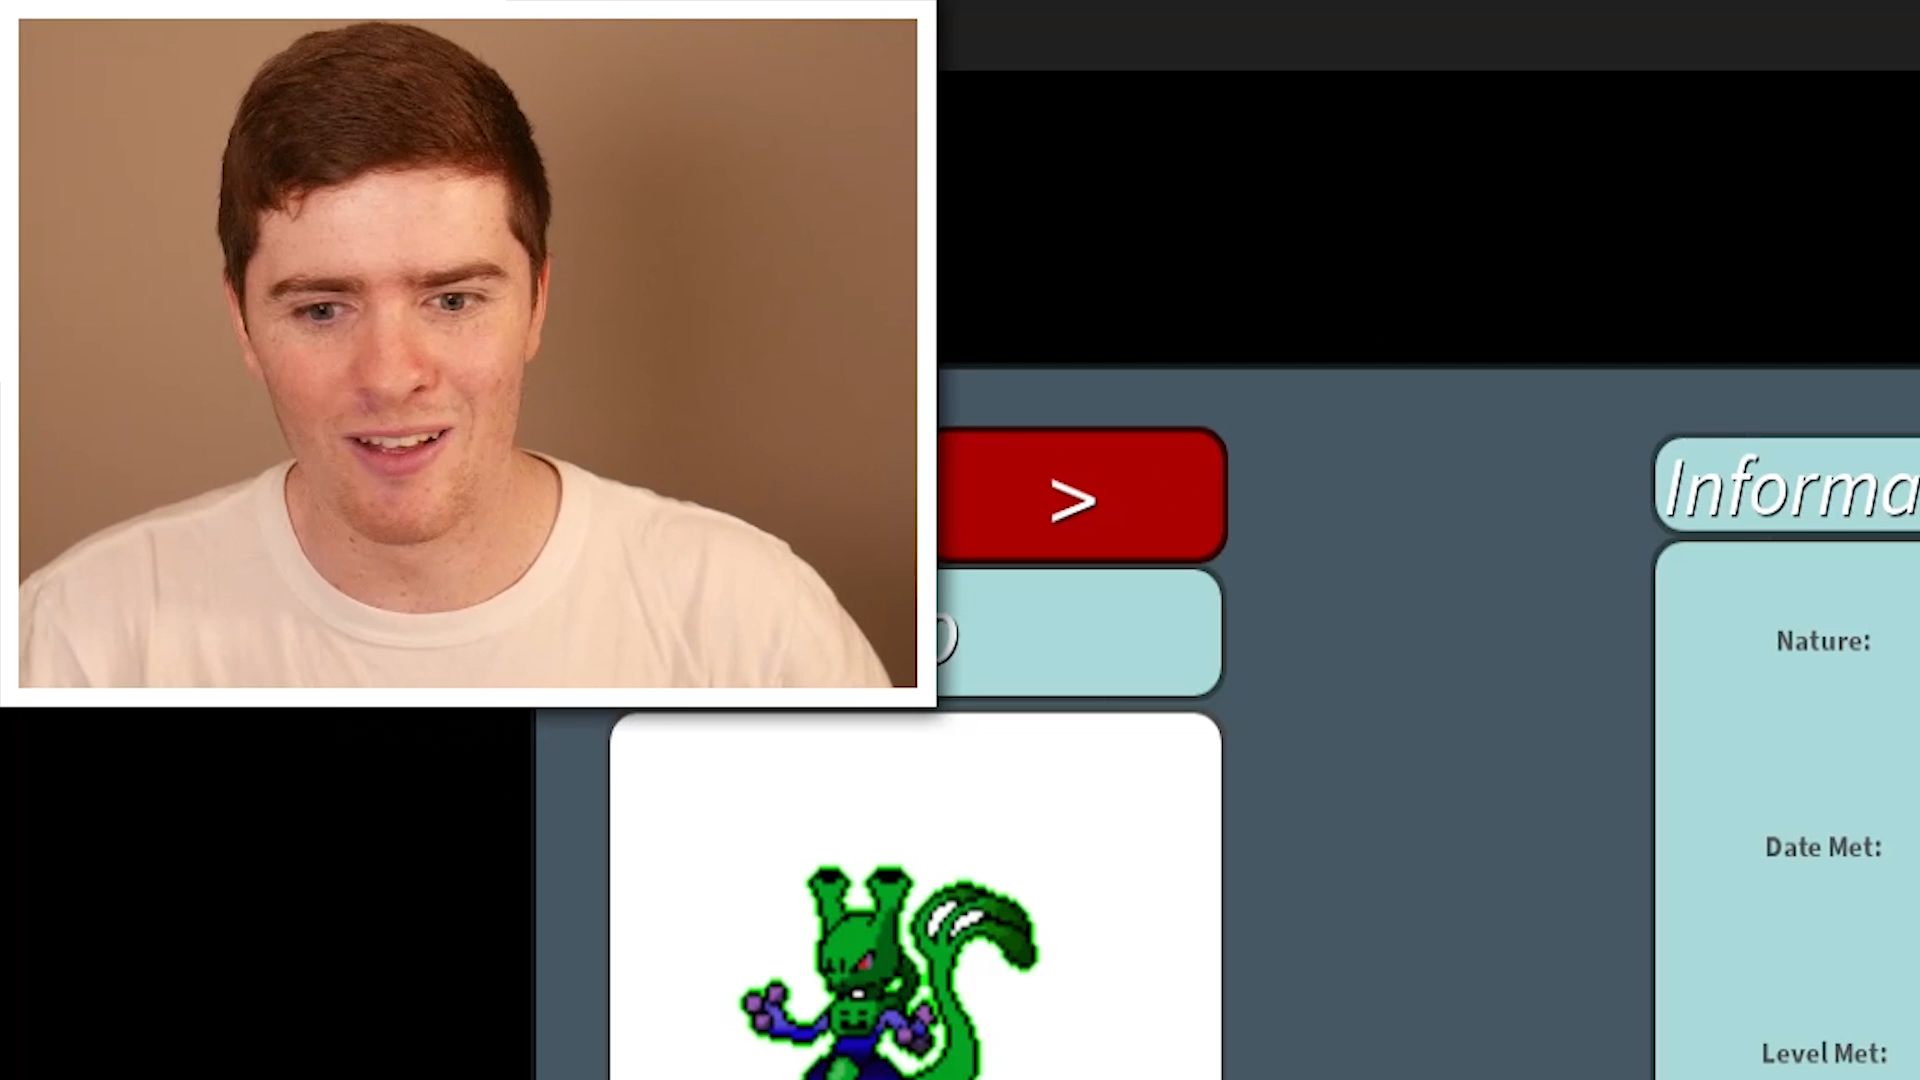 >
Informa
Nature:
Date Met:
Level Met: